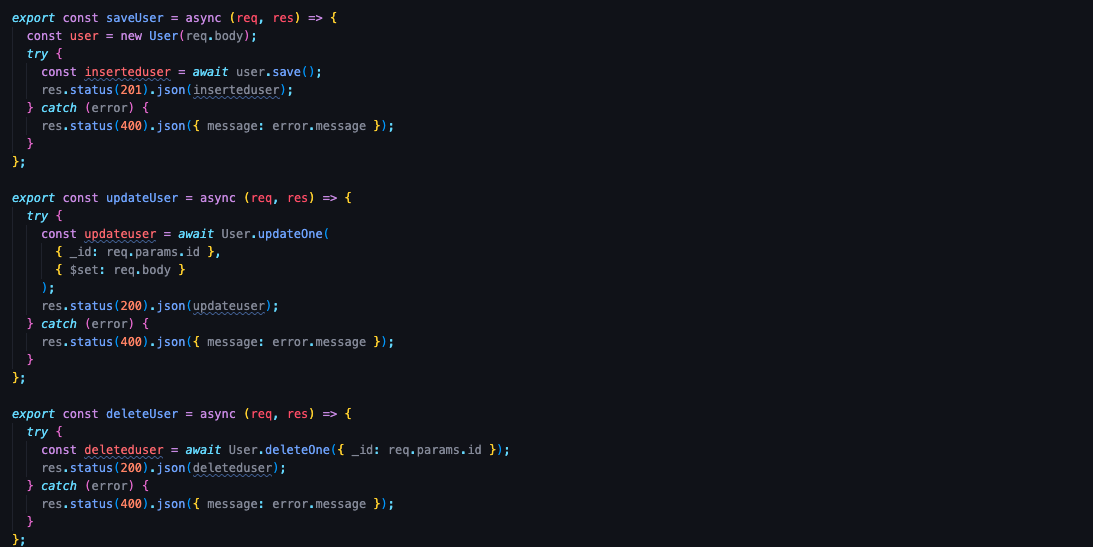 export const saveUser = async (req, res) => {
  const user = new User(req.body);
  try {
    const inserteduser = await user.save();
    res.status(201).json(inserteduser);
  } catch (error) {
    res.status(400).json({ message: error.message });
  }
};

export const updateUser = async (req, res) => {
  try {
    const updateuser = await User.updateOne(
      { _id: req.params.id },
      { $set: req.body }
    );
    res.status(200).json(updateuser);
  } catch (error) {
    res.status(400).json({ message: error.message });
  }
};

export const deleteUser = async (req, res) => {
  try {
    const deleteduser = await User.deleteOne({ _id: req.params.id });
    res.status(200).json(deleteduser);
  } catch (error) {
    res.status(400).json({ message: error.message });
  }
};